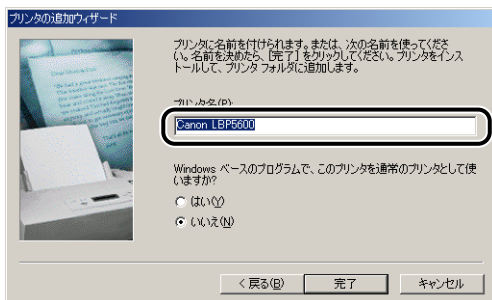 プリンタの追加ウィザード
プリンタに名前を付けられます。または、次の名前を使ってくださ
い。名前を決めたら、[完了] をクリックしてください。プリンタをインス
トールして、プリンタ フォルダに追加します。
プリンタ名(P):
Canon LBP5600
Windows ベースのプログラムで、このプリンタを通常のプリンタとして使
いますか?
はい(Y)
いいえ(N)
< 戻る(B)
完了
キャンセル